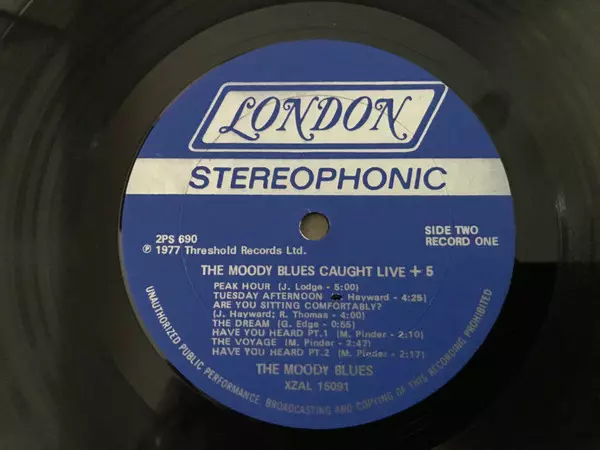 LONDON
STEREOPHONIC
2PS 690
℗ 1977 Threshold Records Ltd.
SIDE TWO
RECORD ONE
THE MOODY BLUES CAUGHT LIVE + 5
PEAK HOUR (J. Lodge - 5:00)
TUESDAY AFTERNOON Hayward - 4:25)
ARE YOU SITTING COMFORTABLY?
(J. Hayward; R. Thomas - 4:00)
THE DREAM (G. Edge - 0:55)
HAVE YOU HEARD PT.1 (M. Pinder - 2:10)
THE VOYAGE (M. Pinder - 2:47)
HAVE YOU HEARD PT.2 (M. Pinder - 2:17)
THE MOODY BLUES
XZAL 15091
UNAUTHORIZED PUBLIC PERFORMANCE, BROADCASTING AND COPYING OF THIS RECORDING PROHIBITED